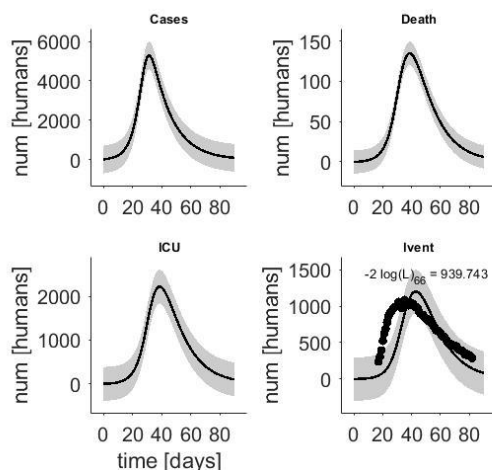 Cases
num [humans]
6000
4000
2000
0
0 20 40 60 80
Death
num [humans]
150
100
50
0
0 20 40 60 80
ICU
num [humans]
2000
1000
0
0 20 40 60 80
time [days]
Ivent
num [humans]
-2 log(L)66 = 939.743
1500
1000
500
0
0 20 40 60 80